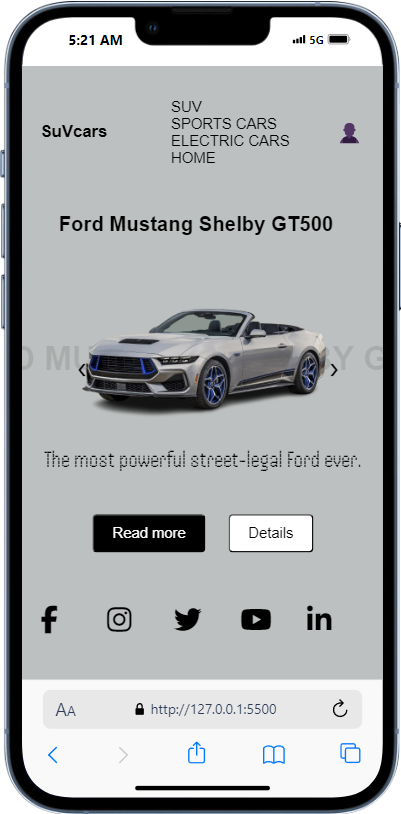 5:21 AM
5G
SuVcars
SUV
SPORTS CARS
ELECTRIC CARS
HOME
Ford Mustang Shelby GT500
D MU
BY G
The most powerful street-legal Ford ever.
Read more
Details
AA
http://127.0.0.1:5500